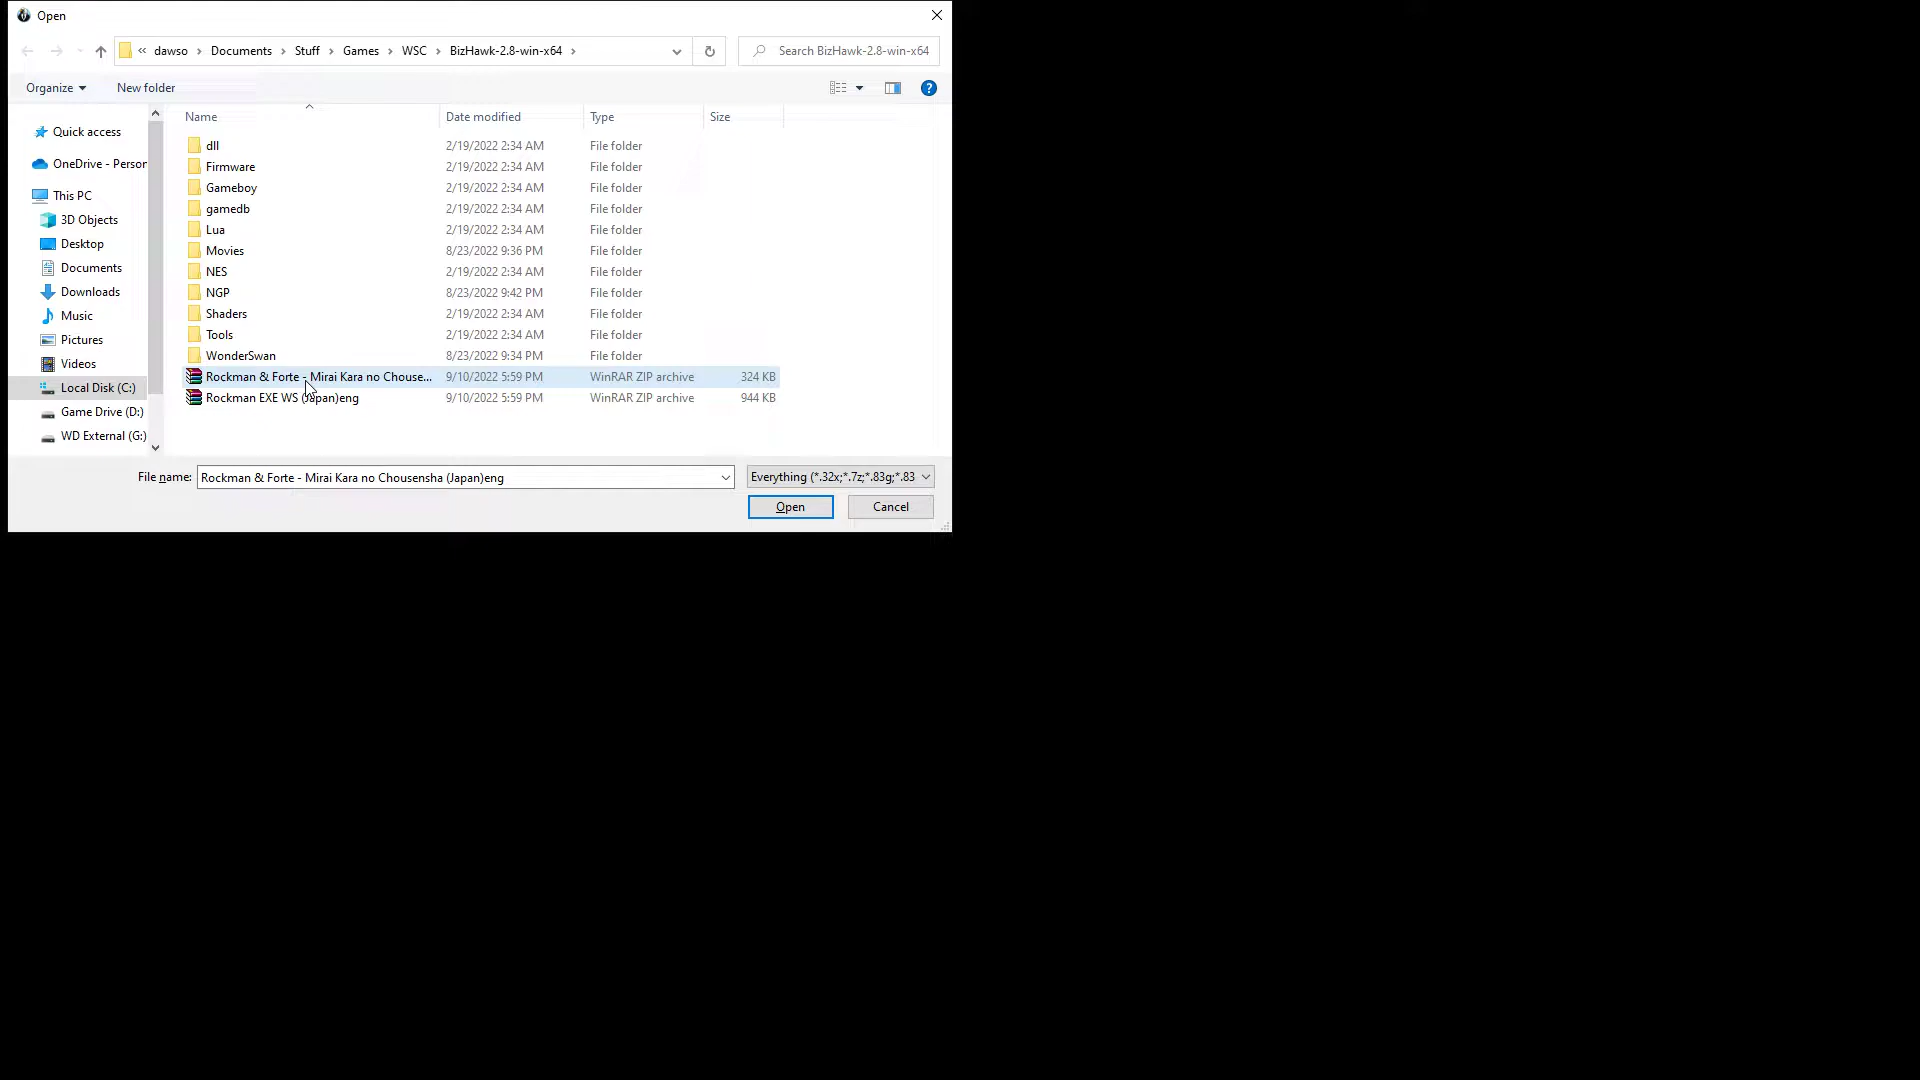 Open
« dawso > Documents > Stuff > Games > WSC > BizHawk-2.8-win-x64 >
Search BizHawk-2.8-win-x64
Organize New folder
Name Date modified Type Size
Quick access
OneDrive - Person
This PC
3D Objects
Desktop
Documents
Downloads
Music
Pictures
Videos
Local Disk (C:)
Game Drive (D:)
WD External (G:)
dll 2/19/2022 2:34 AM File folder
Firmware 2/19/2022 2:34 AM File folder
Gameboy 2/19/2022 2:34 AM File folder
gamedb 2/19/2022 2:34 AM File folder
Lua 2/19/2022 2:34 AM File folder
Movies 8/23/2022 9:36 PM File folder
NES 2/19/2022 2:34 AM File folder
NGP 8/23/2022 9:42 PM File folder
Shaders 2/19/2022 2:34 AM File folder
Tools 2/19/2022 2:34 AM File folder
WonderSwan 8/23/2022 9:34 PM File folder
Rockman & Forte - Mirai Kara no Chouse... 9/10/2022 5:59 PM WinRAR ZIP archive 324 KB
Rockman EXE WS (Japan)eng 9/10/2022 5:59 PM WinRAR ZIP archive 944 KB
File name: Rockman & Forte - Mirai Kara no Chousensha (Japan)eng
Everything (*.32x;*.7z;*.83g;*.83
Open Cancel